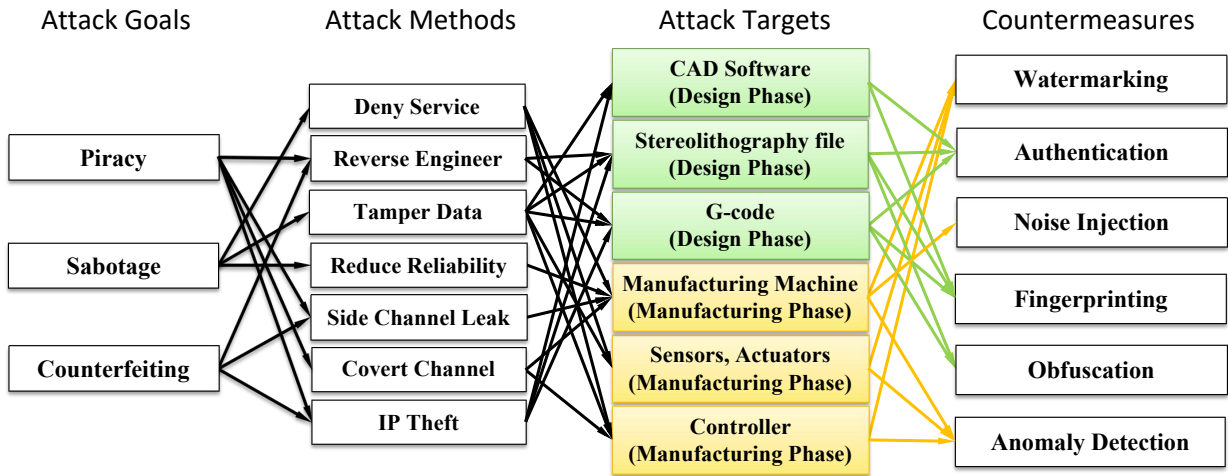 Attack Goals
Attack Methods
Attack Targets
Countermeasures
Piracy
Sabotage
Counterfeiting
Deny Service
Reverse Engineer
Tamper Data
Reduce Reliability
Side Channel Leak
Covert Channel
IP Theft
CAD Software
(Design Phase)
Stereolithography file
(Design Phase)
G-code
(Design Phase)
Manufacturing Machine
(Manufacturing Phase)
Sensors, Actuators
(Manufacturing Phase)
Controller
(Manufacturing Phase)
Watermarking
Authentication
Noise Injection
Fingerprinting
Obfuscation
Anomaly Detection